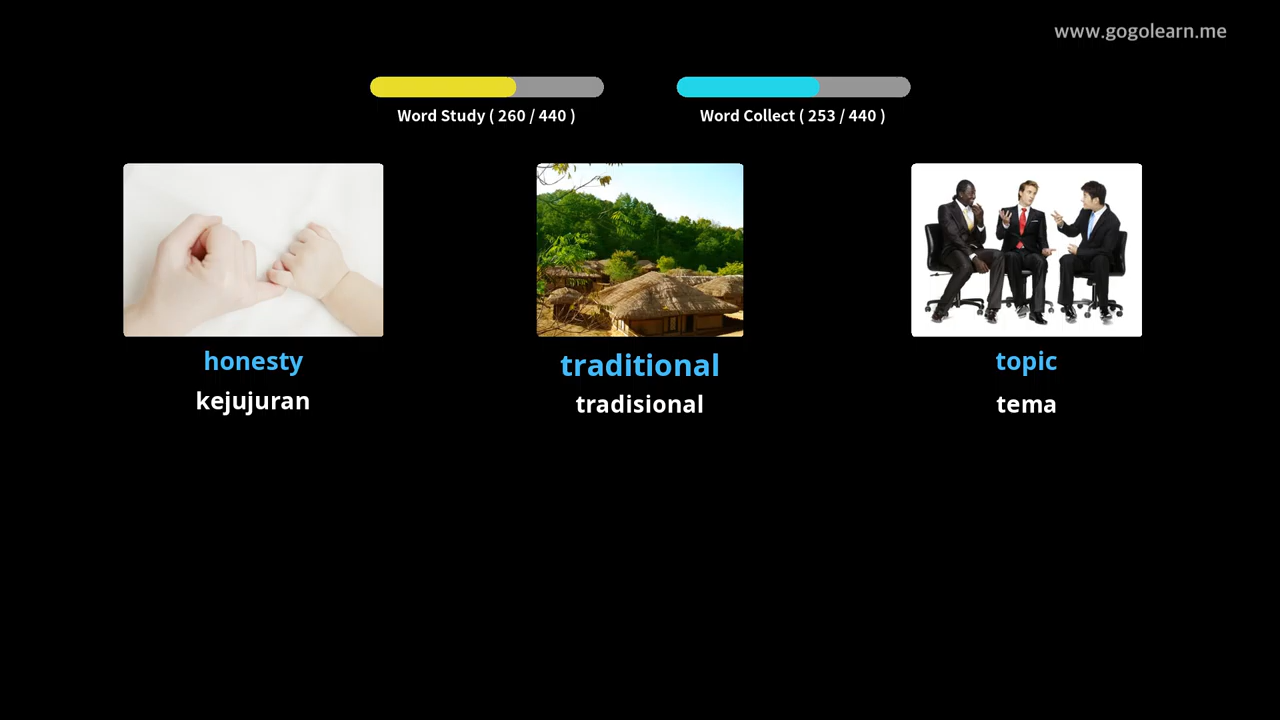 www.gogolearn.me
Word Study ( 260 / 440 )
Word Collect ( 253 / 440 )
honesty
kejujuran
traditional
tradisional
topic
tema